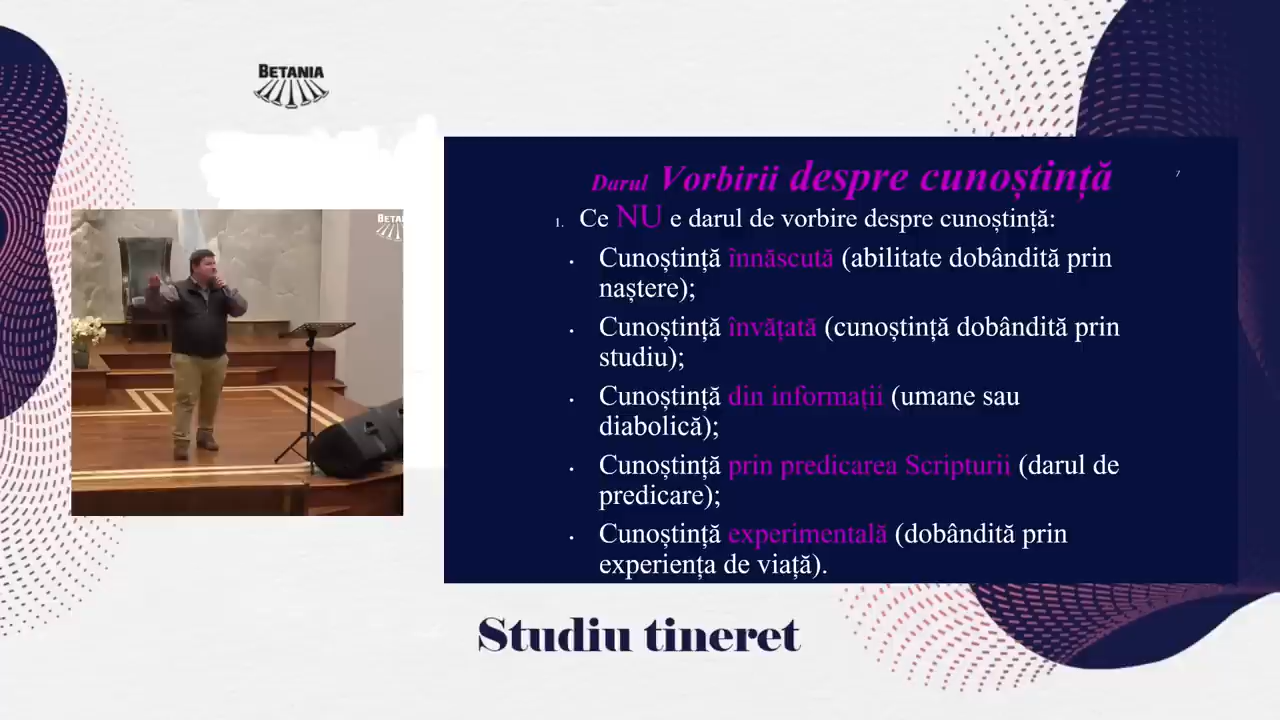 BETANIA
Darul Vorbirii despre cunoștință
7
1. Ce NU e darul de vorbire despre cunoștință:
• Cunoștință înnăscută (abilitate dobândită prin
naștere);
• Cunoștință învățată (cunoștință dobândită prin
studiu);
• Cunoștință din informații (umane sau
diabolică);
• Cunoștință prin predicarea Scripturii (darul de
predicare);
• Cunoștință experimentală (dobândită prin
experiența de viață).
BETA
Studiu tineret